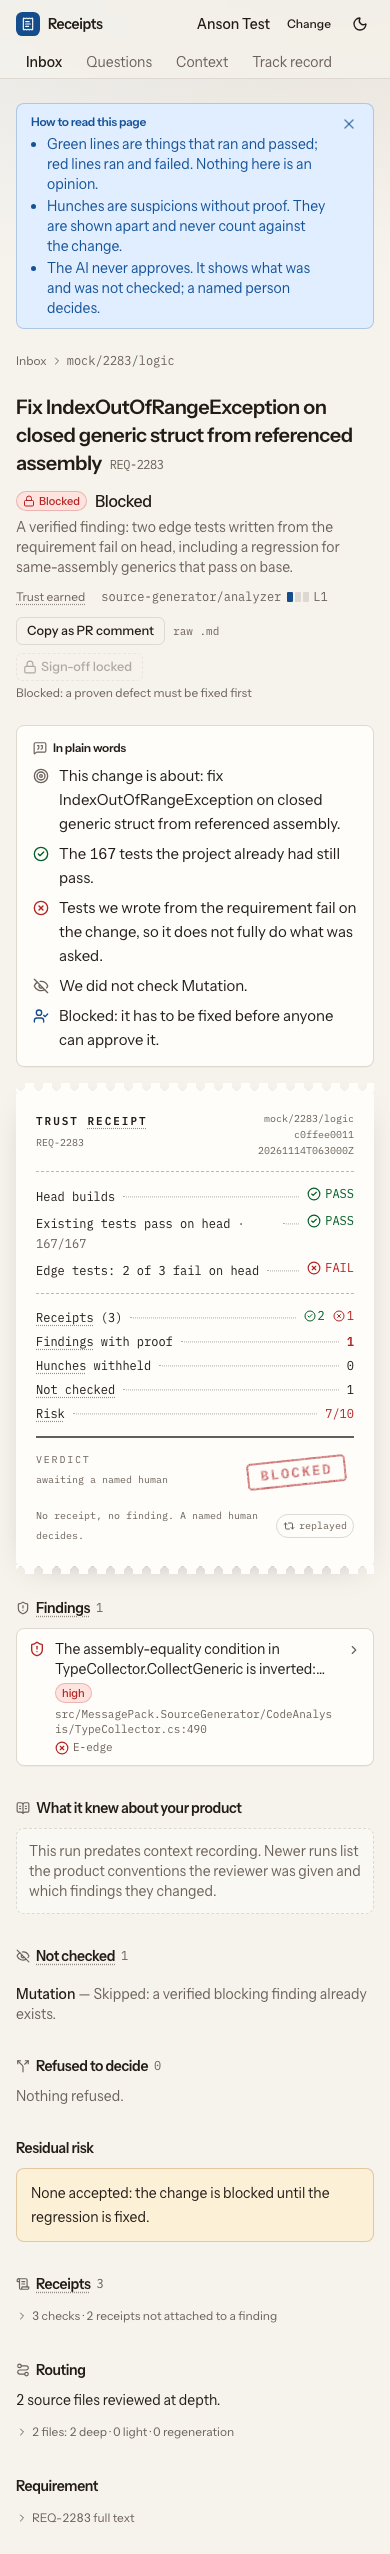 Receipts
Anson Test
Change
Inbox
Questions
Context
Track record
How to read this page
Green lines are things that ran and passed;
red lines ran and failed. Nothing here is an
opinion.
Hunches are suspicions without proof. They
are shown apart and never count against
the change.
The AI never approves. It shows what was
and was not checked; a named person
decides.
Inbox
mock/2283/logic
Fix IndexOutOfRangeException on
closed generic struct from referenced
assembly REQ-2283
Blocked Blocked
A verified finding: two edge tests written from the
requirement fail on head, including a regression for
same-assembly generics that pass on base.
Trust earned source-generator/analyzer L1
Copy as PR comment raw .md
Sign-off locked
Blocked: a proven defect must be fixed first
In plain words
This change is about: fix
IndexOutOfRangeException on closed
generic struct from referenced assembly.
The 167 tests the project already had still
pass.
Tests we wrote from the requirement fail on
the change, so it does not fully do what was
asked.
We did not check Mutation.
Blocked: it has to be fixed before anyone
can approve it.
TRUST RECEIPT
REQ-2283
mock/2283/logic
c0ffee0011
20261114T063000Z
Head builds PASS
Existing tests pass on head · PASS
167/167
Edge tests: 2 of 3 fail on head FAIL
Receipts (3) 2 1
Findings with proof 1
Hunches withheld 0
Not checked 1
Risk 7/10
VERDICT
awaiting a named human
BLOCKED
No receipt, no finding. A named human
decides.
replayed
Findings 1
The assembly-equality condition in
TypeCollector.CollectGeneric is inverted:…
high
src/MessagePack.SourceGenerator/CodeAnalys
is/TypeCollector.cs:490
E-edge
What it knew about your product
This run predates context recording. Newer runs list
the product conventions the reviewer was given and
which findings they changed.
Not checked 1
Mutation — Skipped: a verified blocking finding already
exists.
Refused to decide 0
Nothing refused.
Residual risk
None accepted: the change is blocked until the
regression is fixed.
Receipts 3
3 checks · 2 receipts not attached to a finding
Routing
2 source files reviewed at depth.
2 files: 2 deep · 0 light · 0 regeneration
Requirement
REQ-2283 full text